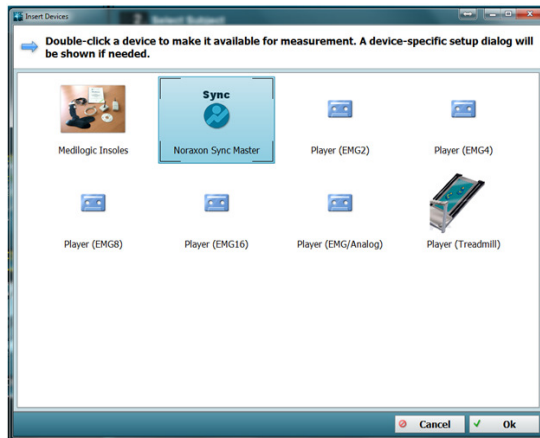 Insert Devices
2 Select Subject
Double-click a device to make it available for measurement. A device-specific setup dialog will
be shown if needed.
Sync
Medilogic Insoles
Noraxon Sync Master
Player (EMG2)
Player (EMG4)
Player (EMG8)
Player (EMG16)
Player (EMG/Analog)
Player (Treadmill)
Cancel
Ok